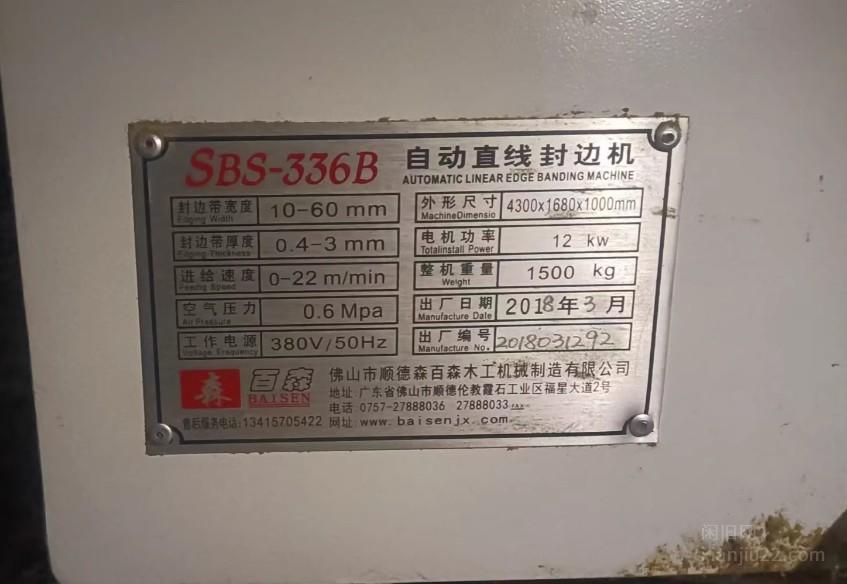 SBS-336B 自动直线封边机
AUTOMATIC LINEAR EDGE BANDING MACHINE
封边带宽度 10-60 mm 外形尺寸 4300x1680x1000mm
Edging Width MachineDimensio
封边带厚度 0.4-3 mm 电机功率 12 kw
Edging Thickness Totalinstall Power
进给速度 0-22 m/min 整机重量 1500 kg
Feeding Speed Weight
空气压力 0.6 Mpa 出厂日期 2018年3月
Air Pressure Manufacture Date
工作电源 380V/50Hz 出厂编号 2018031292
Voltage Frequency Manufacture No.
森 百森 佛山市顺德森百森木工机械制造有限公司
BAISEN 地址:广东省佛山市顺德伦教霞石工业区福星大道2号
电话 0757-27888036 27888033
售后服务电话:13415705422 网址:www.baisenjx.com
闲旧网